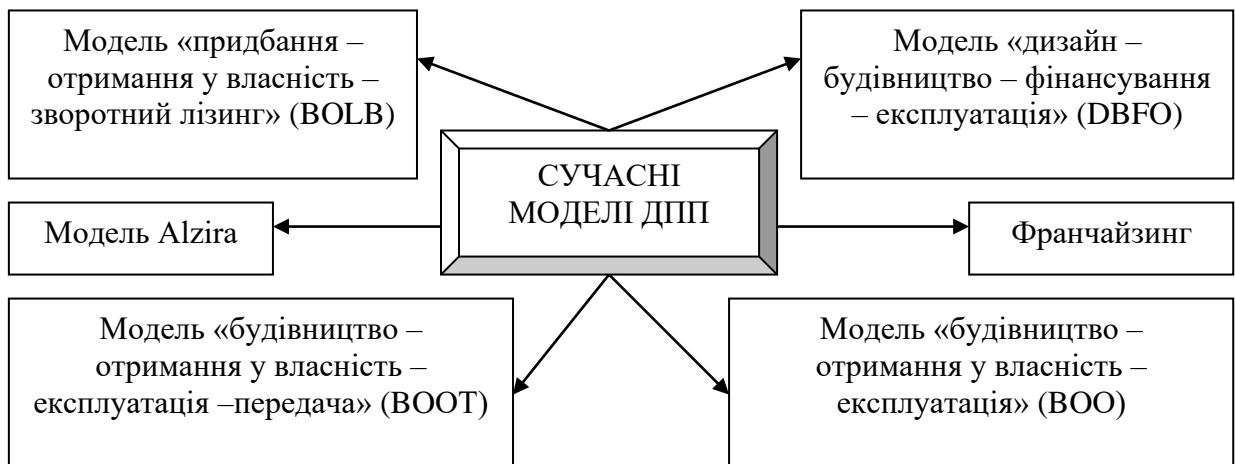 Модель «придбання –
отримання у власність –
зворотний лізинг» (BOLB)
Модель «дизайн –
будівництво – фінансування
– експлуатація» (DBFO)
СУЧАСНІ
МОДЕЛІ ДПП
Модель Alzira
Франчайзинг
Модель «будівництво –
отримання у власність –
експлуатація –передача» (BOOT)
Модель «будівництво –
отримання у власність –
експлуатація» (BOO)